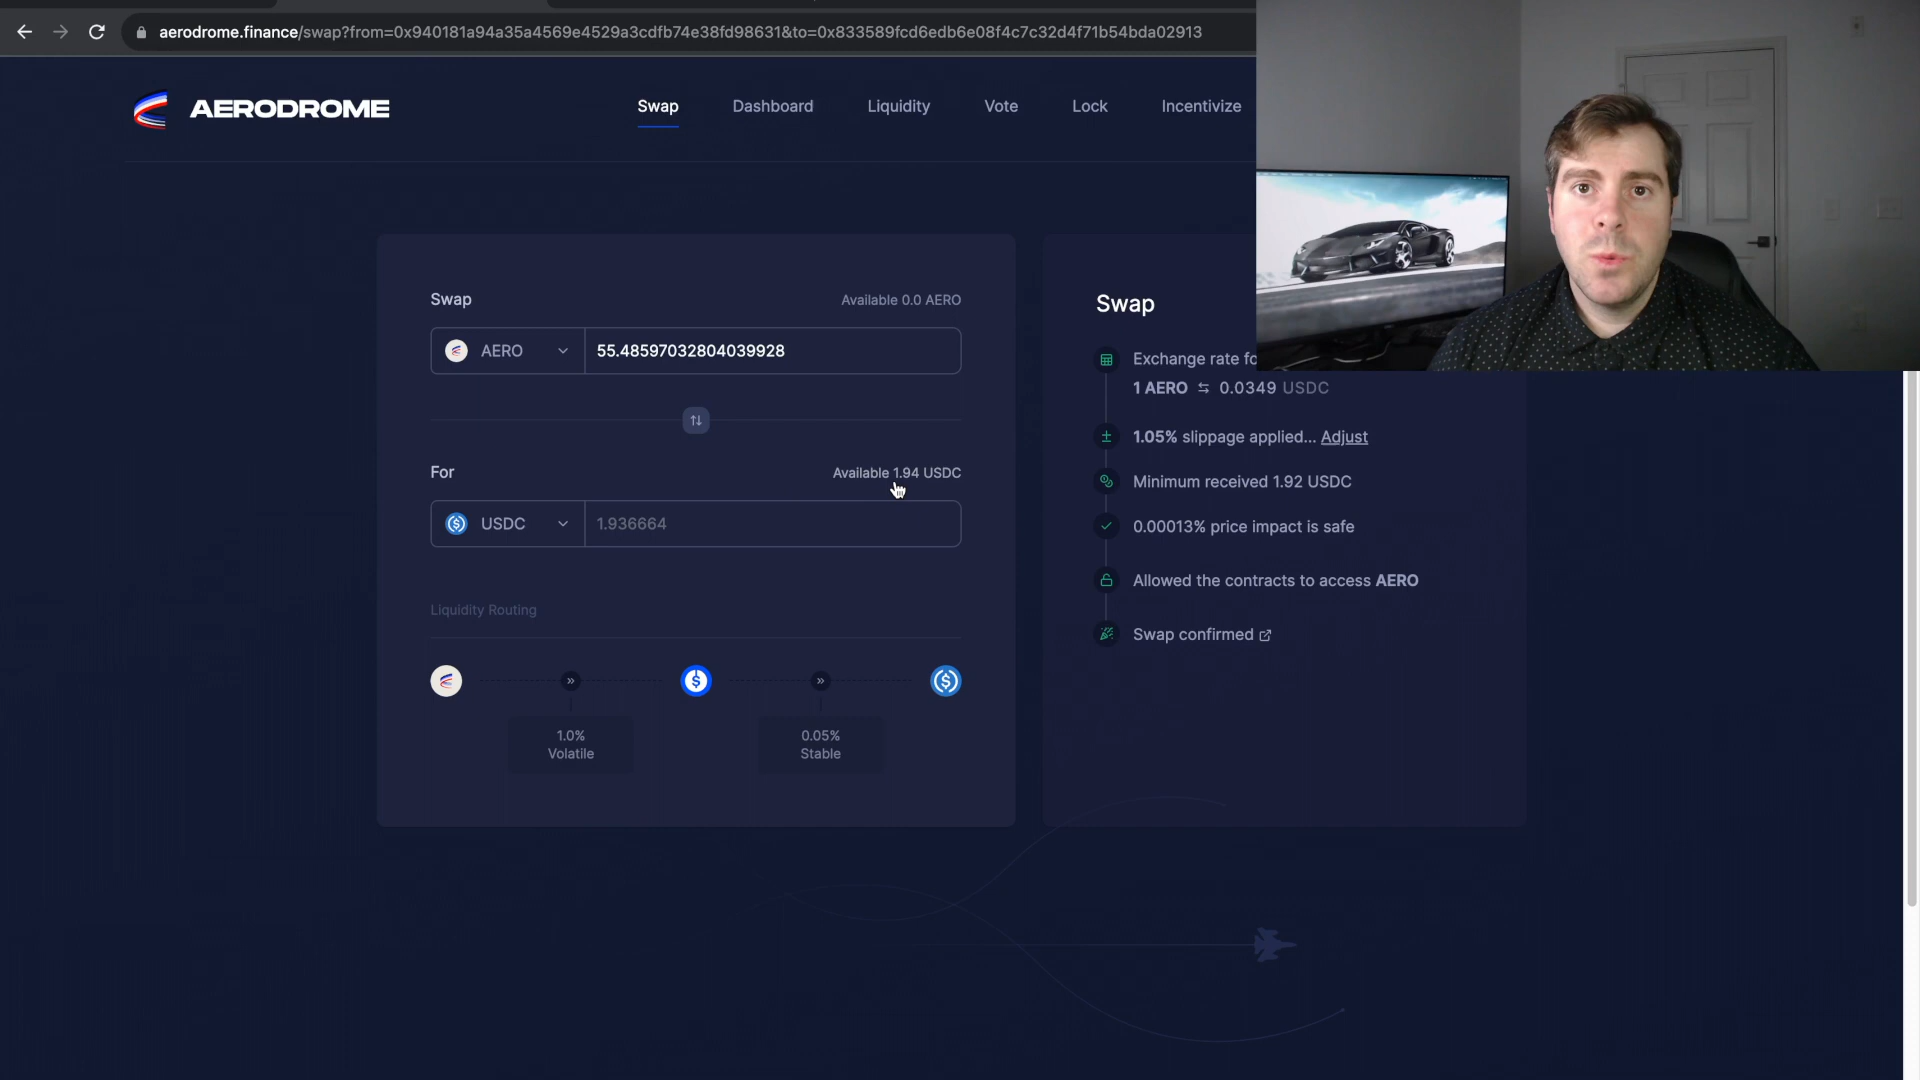 aerodrome.finance/swap?from=0x940181a94a35a4569e4529a3cdfb74e38fd98631&to=0x833589fcd6edb6e08f4c7c32d4f71b54bda02913
AERODROME
Swap
Dashboard
Liquidity
Vote
Lock
Incentivize
Swap
Available 0.0 AERO
AERO
55.48597032804039928
For
Available 1.94 USDC
USDC
1.936664
Liquidity Routing
1.0%
Volatile
0.05%
Stable
Swap
Exchange rate fo
1 AERO ⇆ 0.0349 USDC
1.05% slippage applied... Adjust
Minimum received 1.92 USDC
0.00013% price impact is safe
Allowed the contracts to access AERO
Swap confirmed